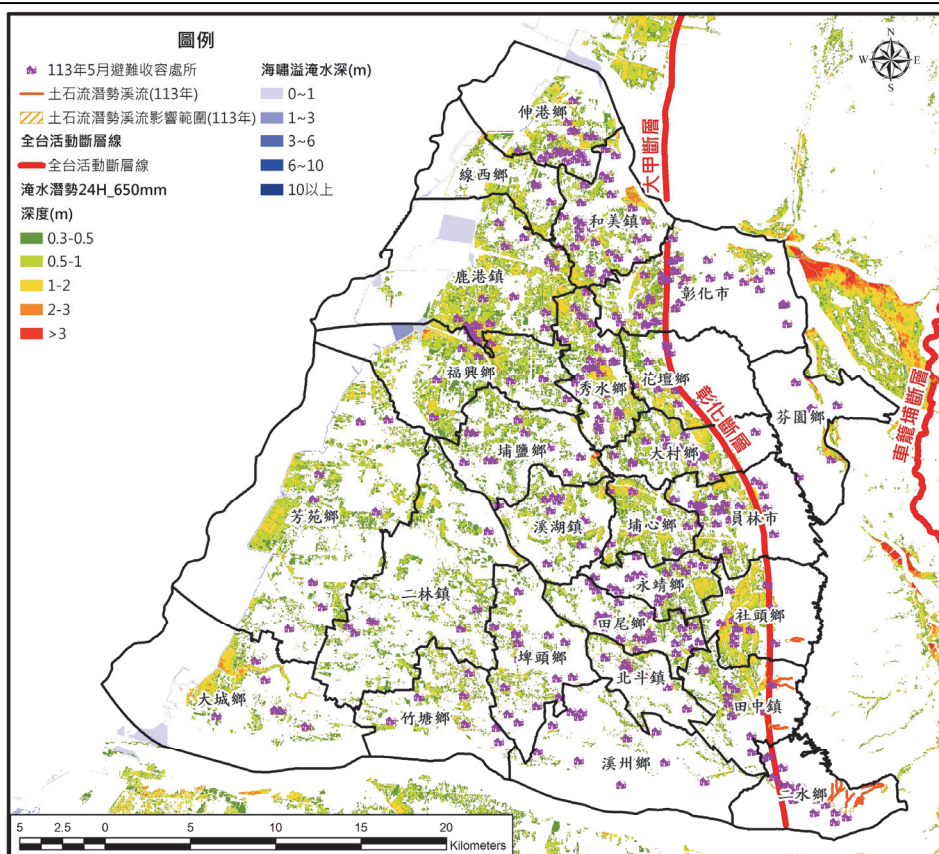 圖例
113年5月避難收容處所
土石流潛勢溪流(113年)
土石流潛勢溪流影響範圍(113年)
全台活動斷層線
全台活動斷層線
淹水潛勢24H_650mm
深度(m)
0.3-0.5
0.5-1
1-2
2-3
>3
海嘯溢淹水深(m)
0~1
1~3
3~6
6~10
10以上
N
W
E
S
大甲斷層
彰化斷層
車籠埔斷層
伸港鄉
線西鄉
和美鎮
鹿港鎮
彰化市
福興鄉
秀水鄉
花壇鄉
芬園鄉
埔鹽鄉
大村鄉
芳苑鄉
溪湖鎮
埔心鄉
員林市
二林鎮
永靖鄉
田尾鄉
社頭鄉
埤頭鄉
北斗鎮
大城鄉
竹塘鄉
田中鎮
溪州鄉
二水鄉
5 2.5 0 5 10 15 20
Kilometers